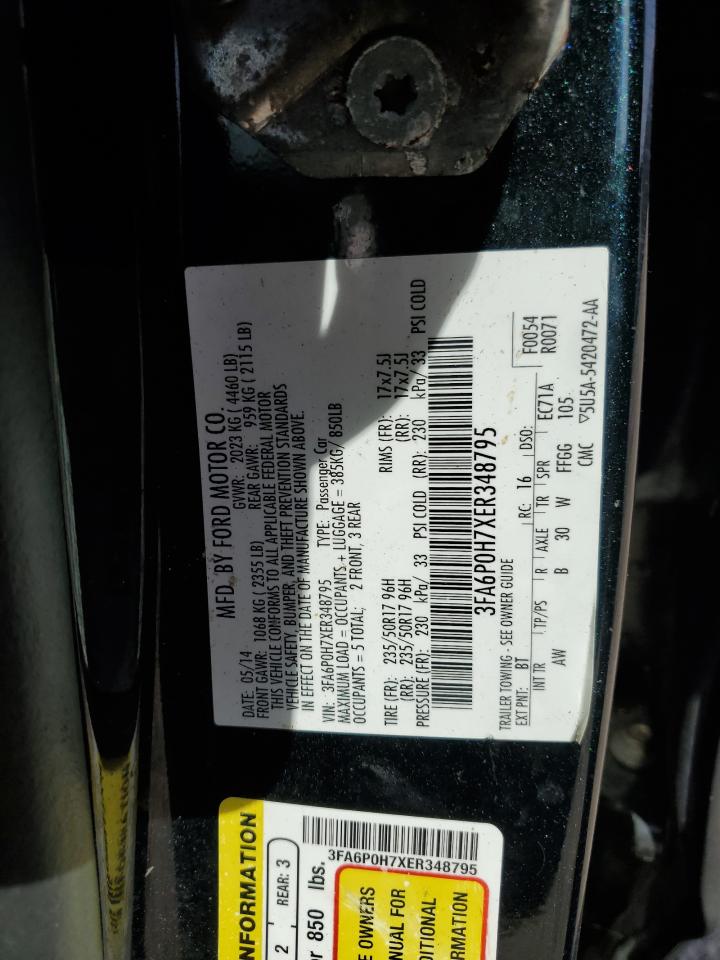 MFD. BY FORD MOTOR CO.
DATE: 05/14 GVWR: 2023 KG ( 4460 LB)
FRONT GAWR: 1068 KG ( 2355 LB) REAR GAWR: 959 KG ( 2115 LB)
THIS VEHICLE CONFORMS TO ALL APPLICABLE FEDERAL MOTOR
VEHICLE SAFETY, BUMPER, AND THEFT PREVENTION STANDARDS
IN EFFECT ON THE DATE OF MANUFACTURE SHOWN ABOVE.
VIN: 3FA6P0H7XER348795 TYPE: Passenger Car
MAXIMUM LOAD = OCCUPANTS + LUGGAGE = 385KG/ 850LB
OCCUPANTS = 5 TOTAL; 2 FRONT, 3 REAR
TIRE (FR): 235/50R17 96H RIMS (FR): 17x7.5J
(RR): 235/50R17 96H (RR): 17x7.5J
PRESSURE (FR): 230 kPa/ 33 PSI COLD (RR): 230 kPa/ 33 PSI COLD
3FA6P0H7XER348795
TRAILER TOWING - SEE OWNER GUIDE
EXT PNT: BT RC: 16 DSO: F0054
R0071
INT TR TP/PS R AXLE TR SPR EC71A
AW B 30 W FFGG 105
CMC ▽5U5A-5420472-AA
INFORMATION
2 REAR: 3
or 850 lbs.
3FA6P0H7XER348795
E OWNERS
NUAL FOR
DITIONAL
RMATION